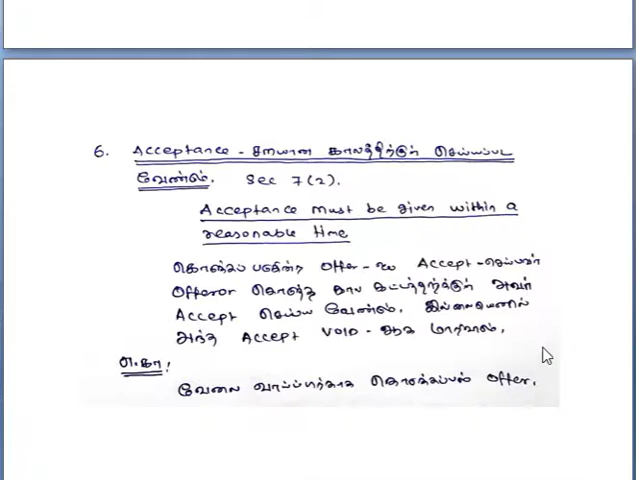 6. Acceptance - சரியான காலத்திற்குள் செய்யப்பட
வேண்டும். Sec 7(2).
Acceptance must be given within a
reasonable time
கொடுக்கப் படுகின்ற Offer-ஐ Accept-செய்பவர்
Offeror கொடுத்த கால கட்டத்திற்குள் அவர்
Accept செய்ய வேண்டும். இல்லையெனில்
அந்த Accept VOID-ஆக மாறிவிடும்.
எ.கா:
வேலை வாய்ப்பிற்காக கொடுக்கப்படும் Offer.